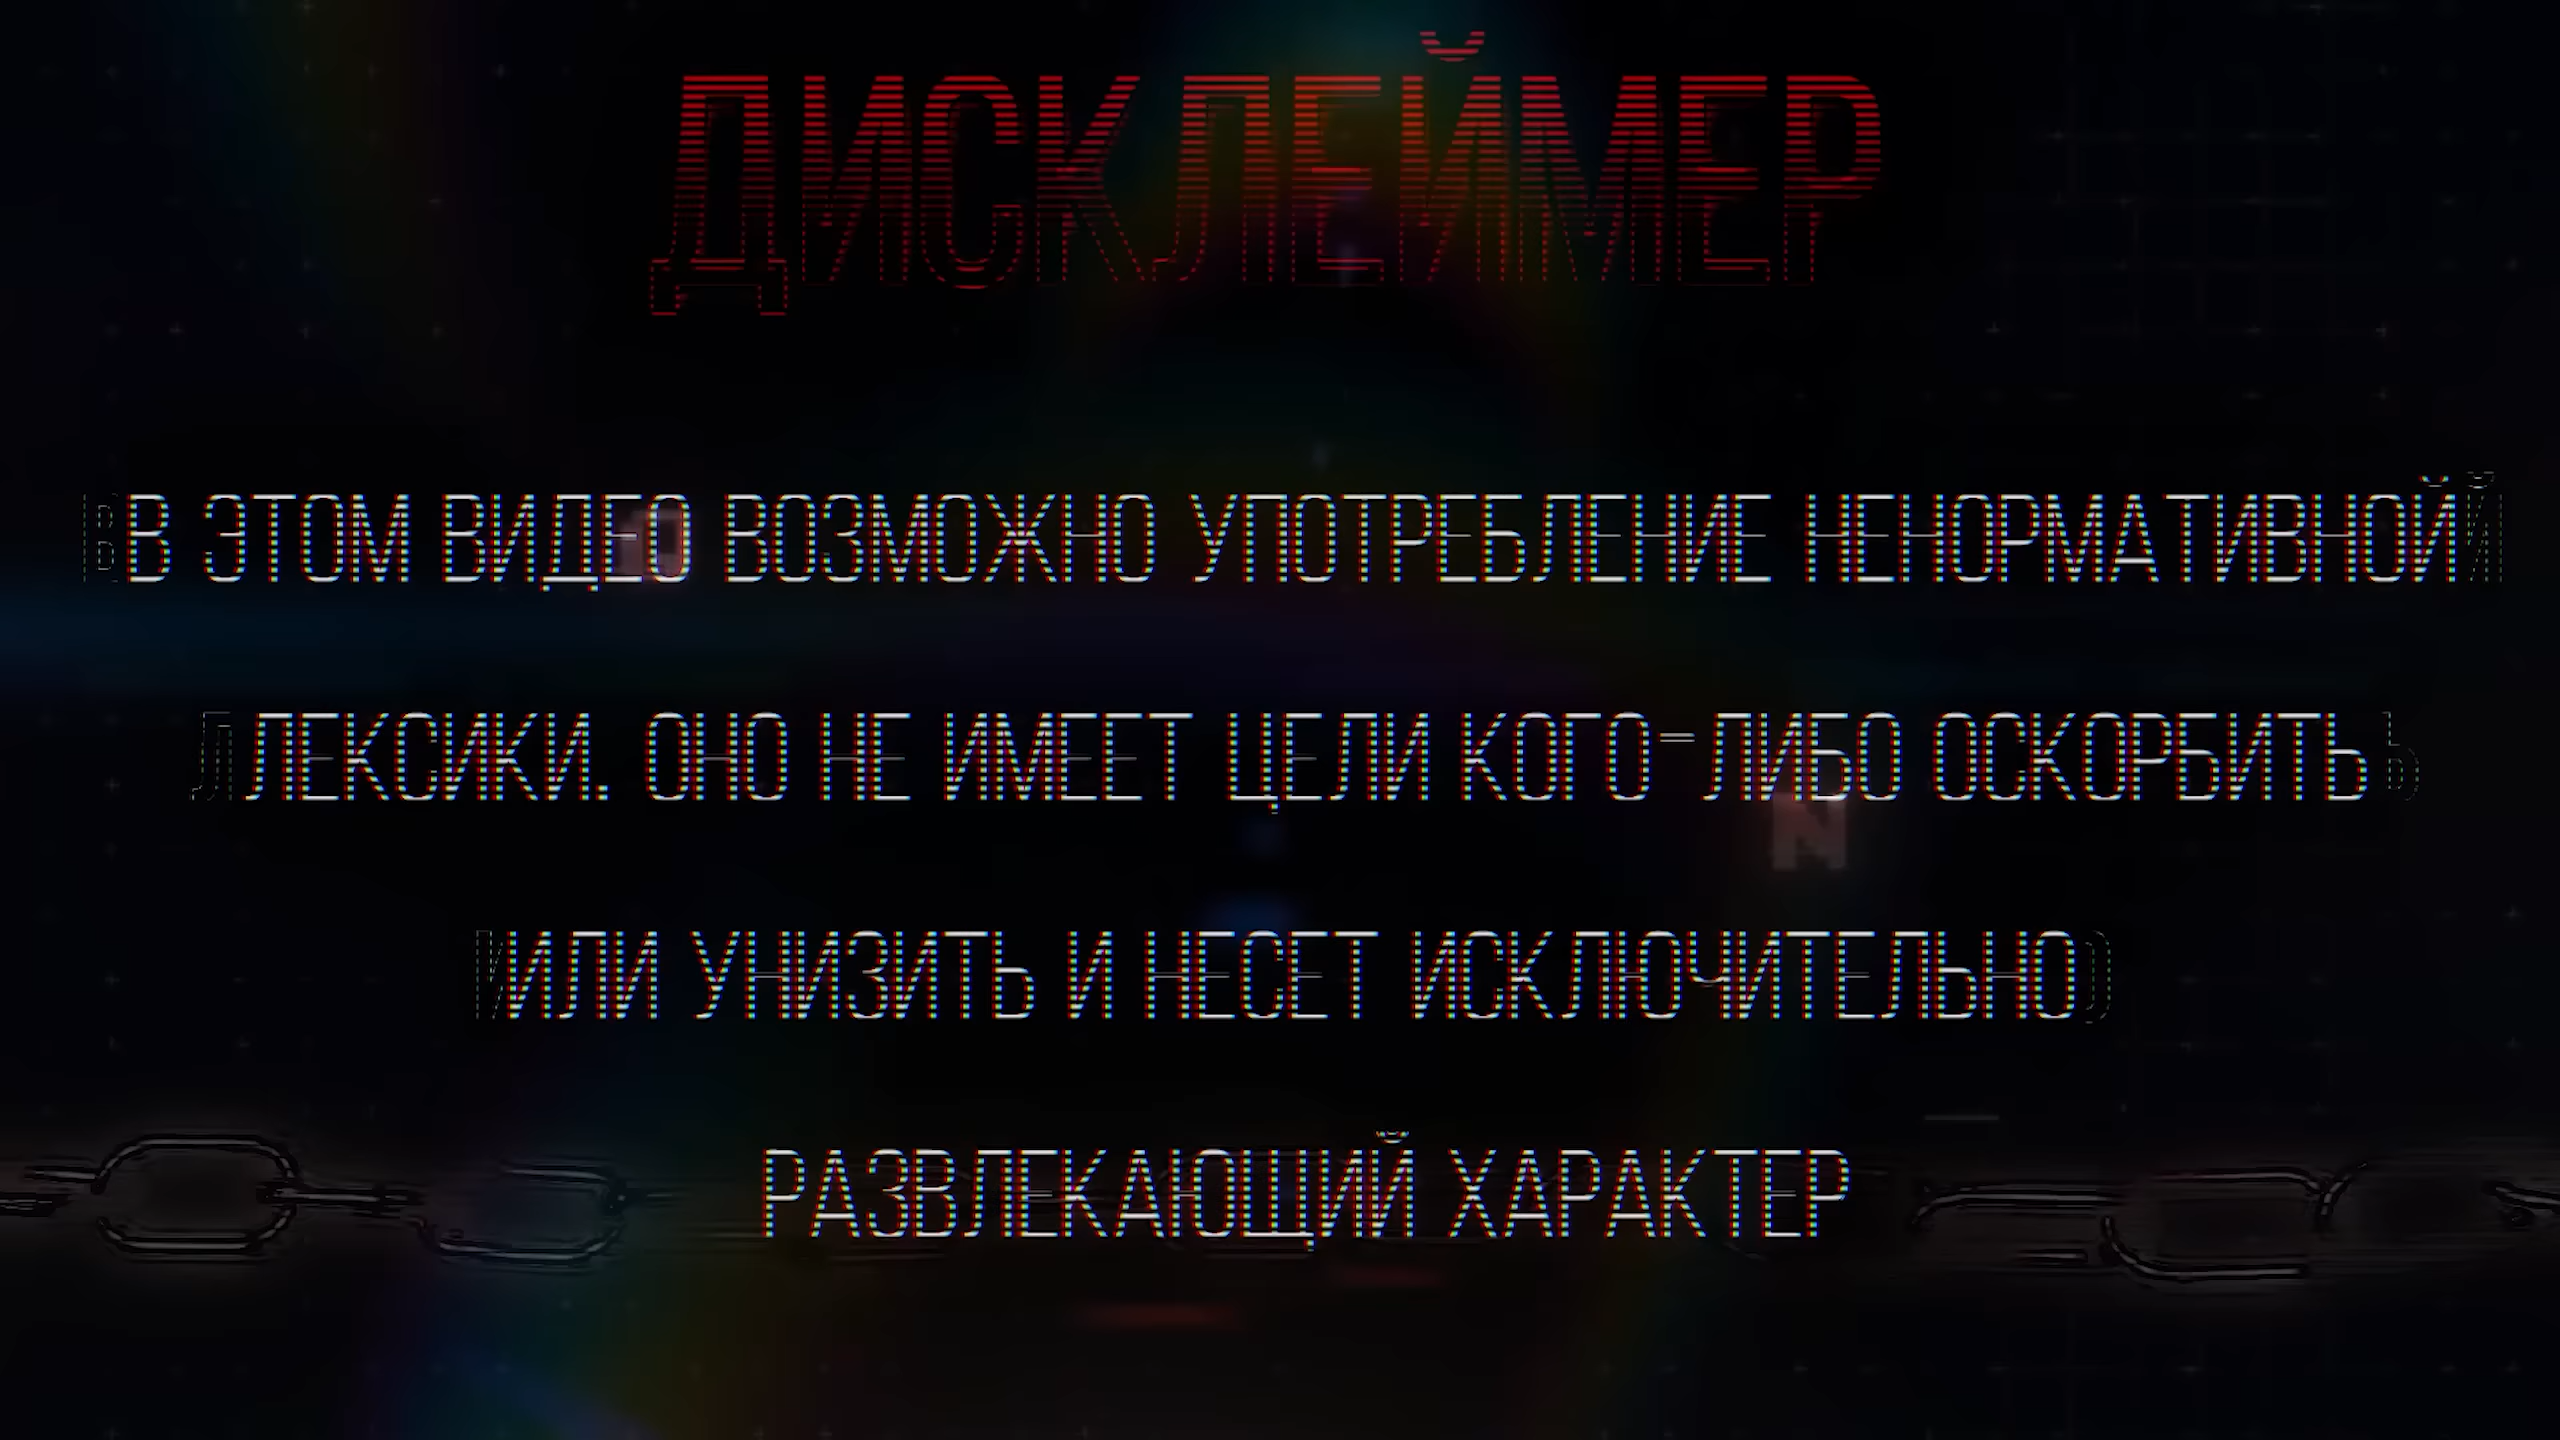 ДИСКЛЕЙМЕР
В ЭТОМ ВИДЕО ВОЗМОЖНО УПОТРЕБЛЕНИЕ НЕНОРМАТИВНОЙ
ЛЕКСИКИ. ОНО НЕ ИМЕЕТ ЦЕЛИ КОГО-ЛИБО ОСКОРБИТЬ
N
ИЛИ УНИЗИТЬ И НЕСЕТ ИСКЛЮЧИТЕЛЬНО
РАЗВЛЕКАЮЩИЙ ХАРАКТЕР